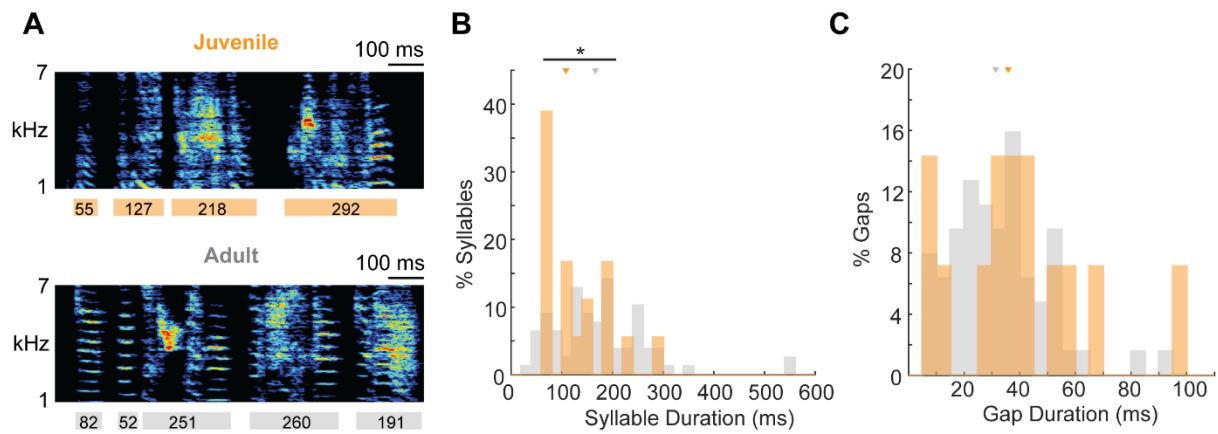 A
Juvenile
100 ms
7
kHz
1
55 127 218 292
Adult
100 ms
7
kHz
1
82 52 251 260 191
B
*
% Syllables
40
30
20
10
0
0 100 200 300 400 500 600
Syllable Duration (ms)
C
% Gaps
20
16
12
8
4
0
20 40 60 80 100
Gap Duration (ms)